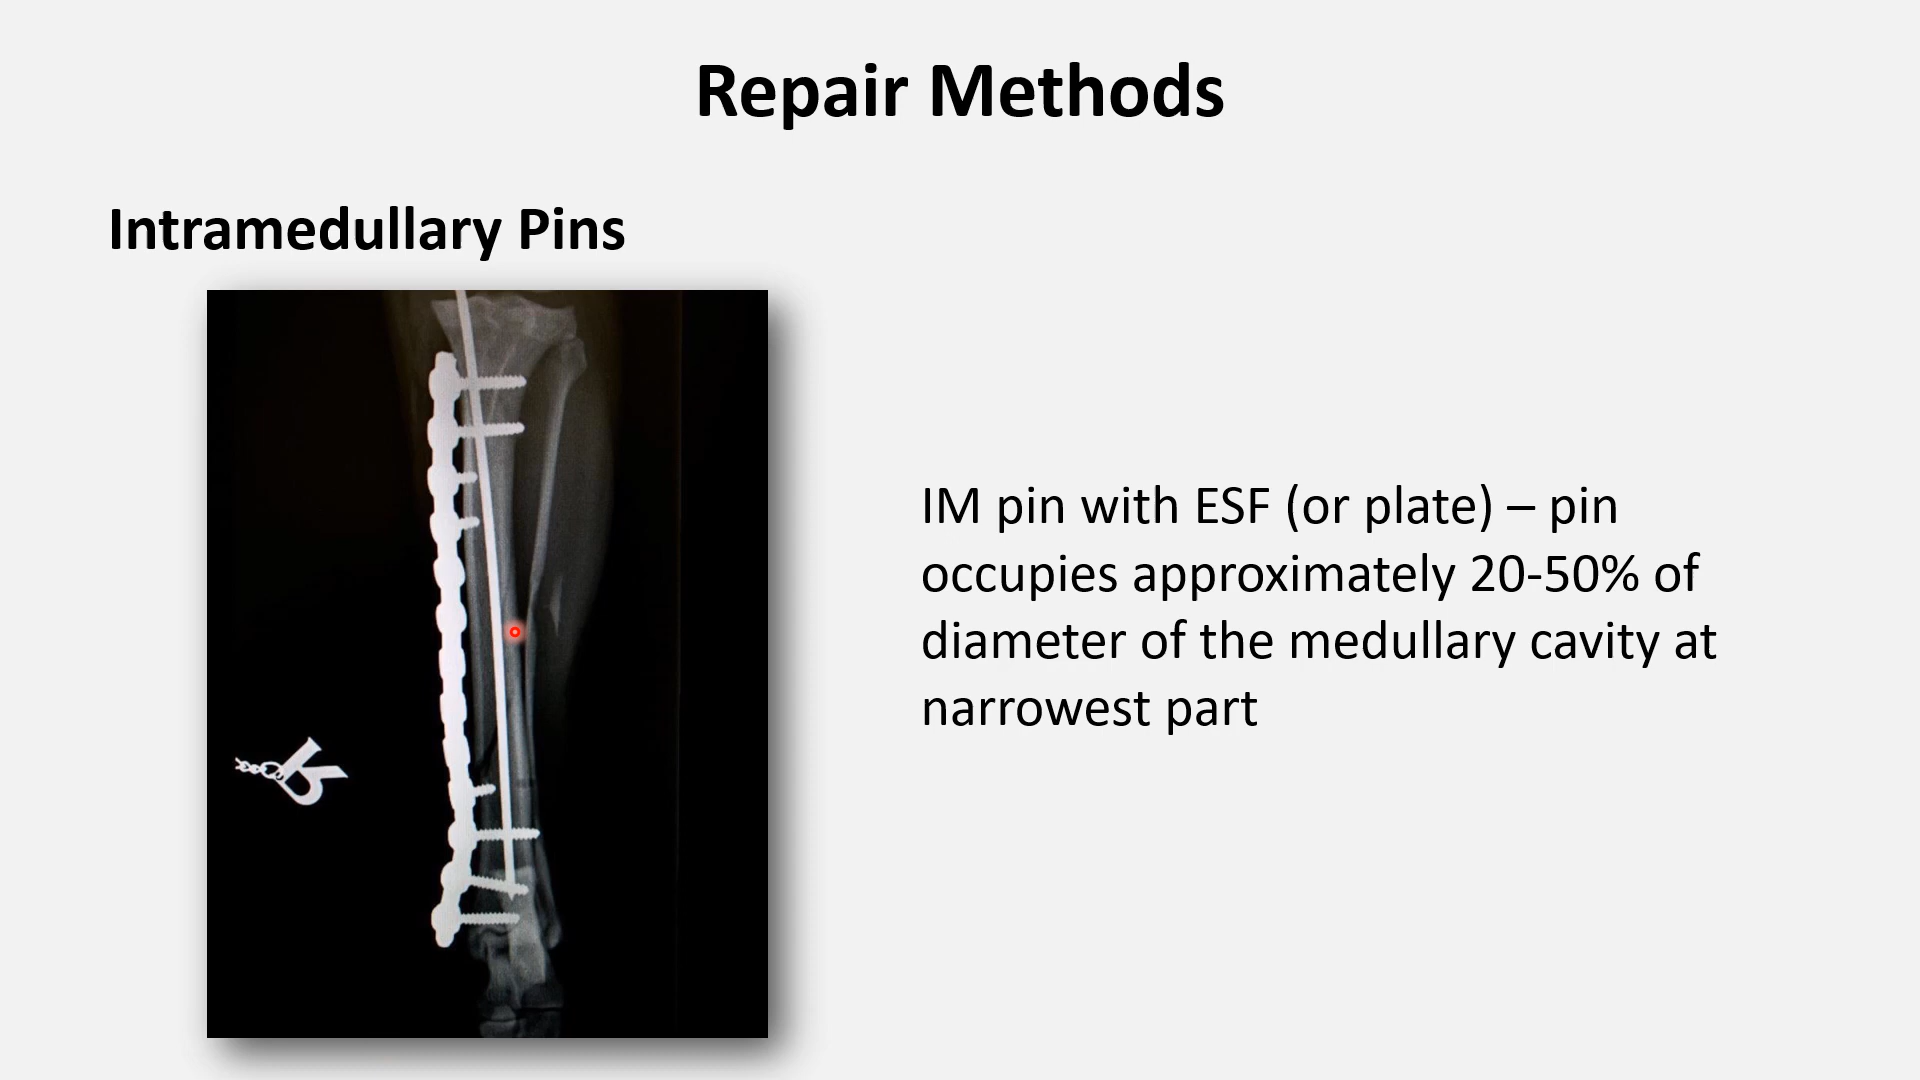 Repair Methods
Intramedullary Pins
IM pin with ESF (or plate) – pin
occupies approximately 20-50% of
diameter of the medullary cavity at
narrowest part
R